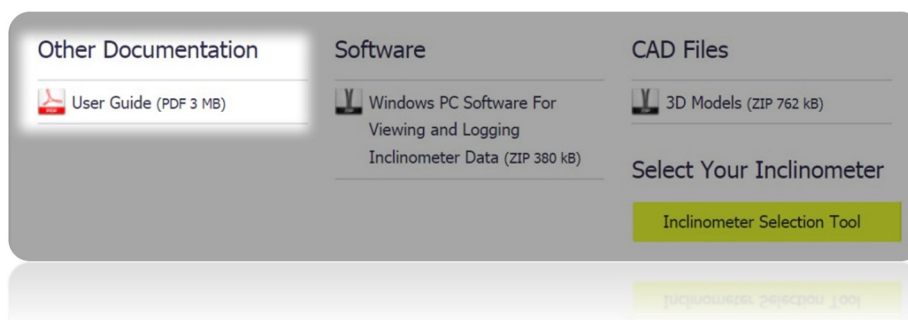 Other Documentation
User Guide (PDF 3 MB)
Software
Windows PC Software For
Viewing and Logging
Inclinometer Data (ZIP 380 kB)
CAD Files
3D Models (ZIP 762 kB)
Select Your Inclinometer
Inclinometer Selection Tool